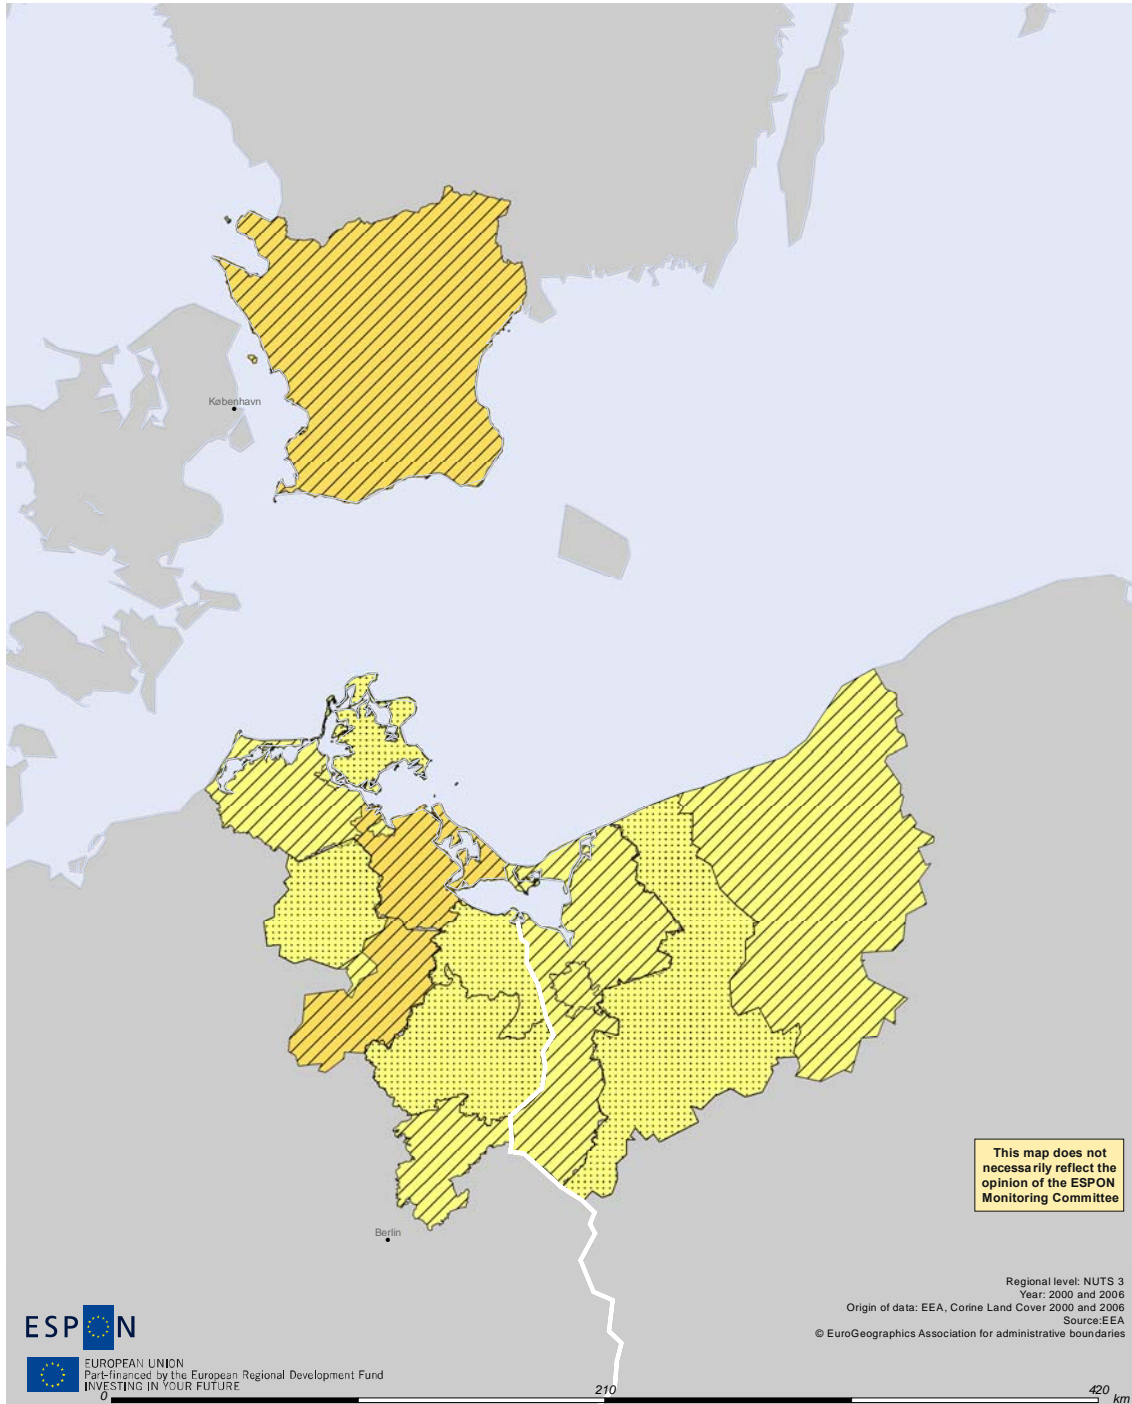 København
This map does not
necessarily reflect the
opinion of the ESPON
Monitoring Committee
Berlin
Regional level: NUTS 3
Year: 2000 and 2006
Origin of data: EEA, Corine Land Cover 2000 and 2006
Source:EEA
© EuroGeographics Association for administrative boundaries
ESPON
EUROPEAN UNION
Part-financed by the European Regional Development Fund
INVESTING IN YOUR FUTURE
0 210 420 km